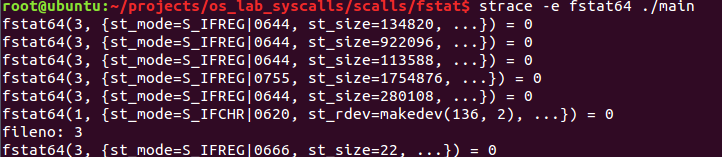 root@ubuntu:~/projects/os_lab_syscalls/scalls/fstat$ strace -e fstat64 ./main
fstat64(3, {st_mode=S_IFREG|0644, st_size=134820, ...}) = 0
fstat64(3, {st_mode=S_IFREG|0644, st_size=922096, ...}) = 0
fstat64(3, {st_mode=S_IFREG|0644, st_size=113588, ...}) = 0
fstat64(3, {st_mode=S_IFREG|0755, st_size=1754876, ...}) = 0
fstat64(3, {st_mode=S_IFREG|0644, st_size=280108, ...}) = 0
fstat64(1, {st_mode=S_IFCHR|0620, st_rdev=makedev(136, 2), ...}) = 0
fileno: 3
fstat64(3, {st_mode=S_IFREG|0666, st_size=22, ...}) = 0